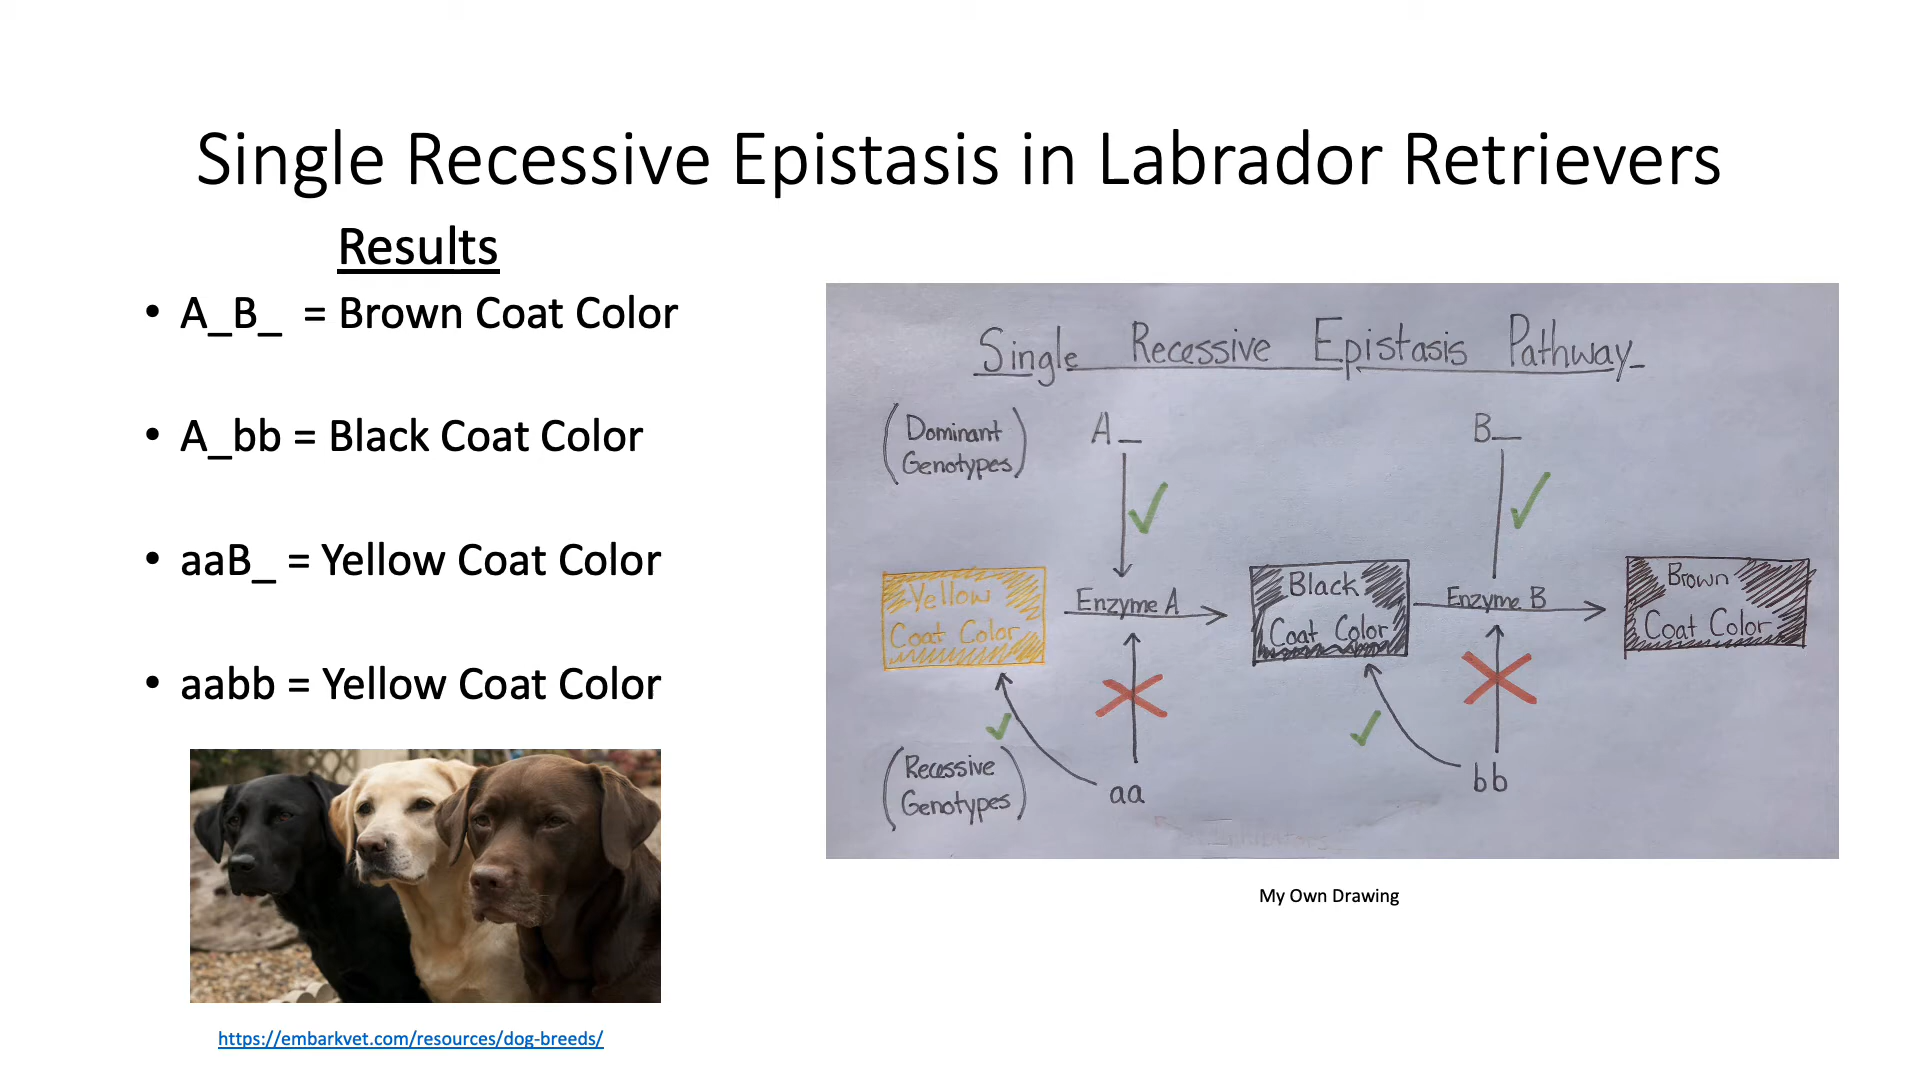 Single Recessive Epistasis in Labrador Retrievers
Results
• A_B_ = Brown Coat Color
• A_bb = Black Coat Color
• aaB_ = Yellow Coat Color
• aabb = Yellow Coat Color
https://embarkvet.com/resources/dog-breeds/
Single Recessive Epistasis Pathway
(Dominant
Genotypes)
A_
B_
Yellow
Coat Color
Enzyme A
Black
Coat Color
Enzyme B
Brown
Coat Color
(Recessive
Genotypes)
aa
bb
My Own Drawing